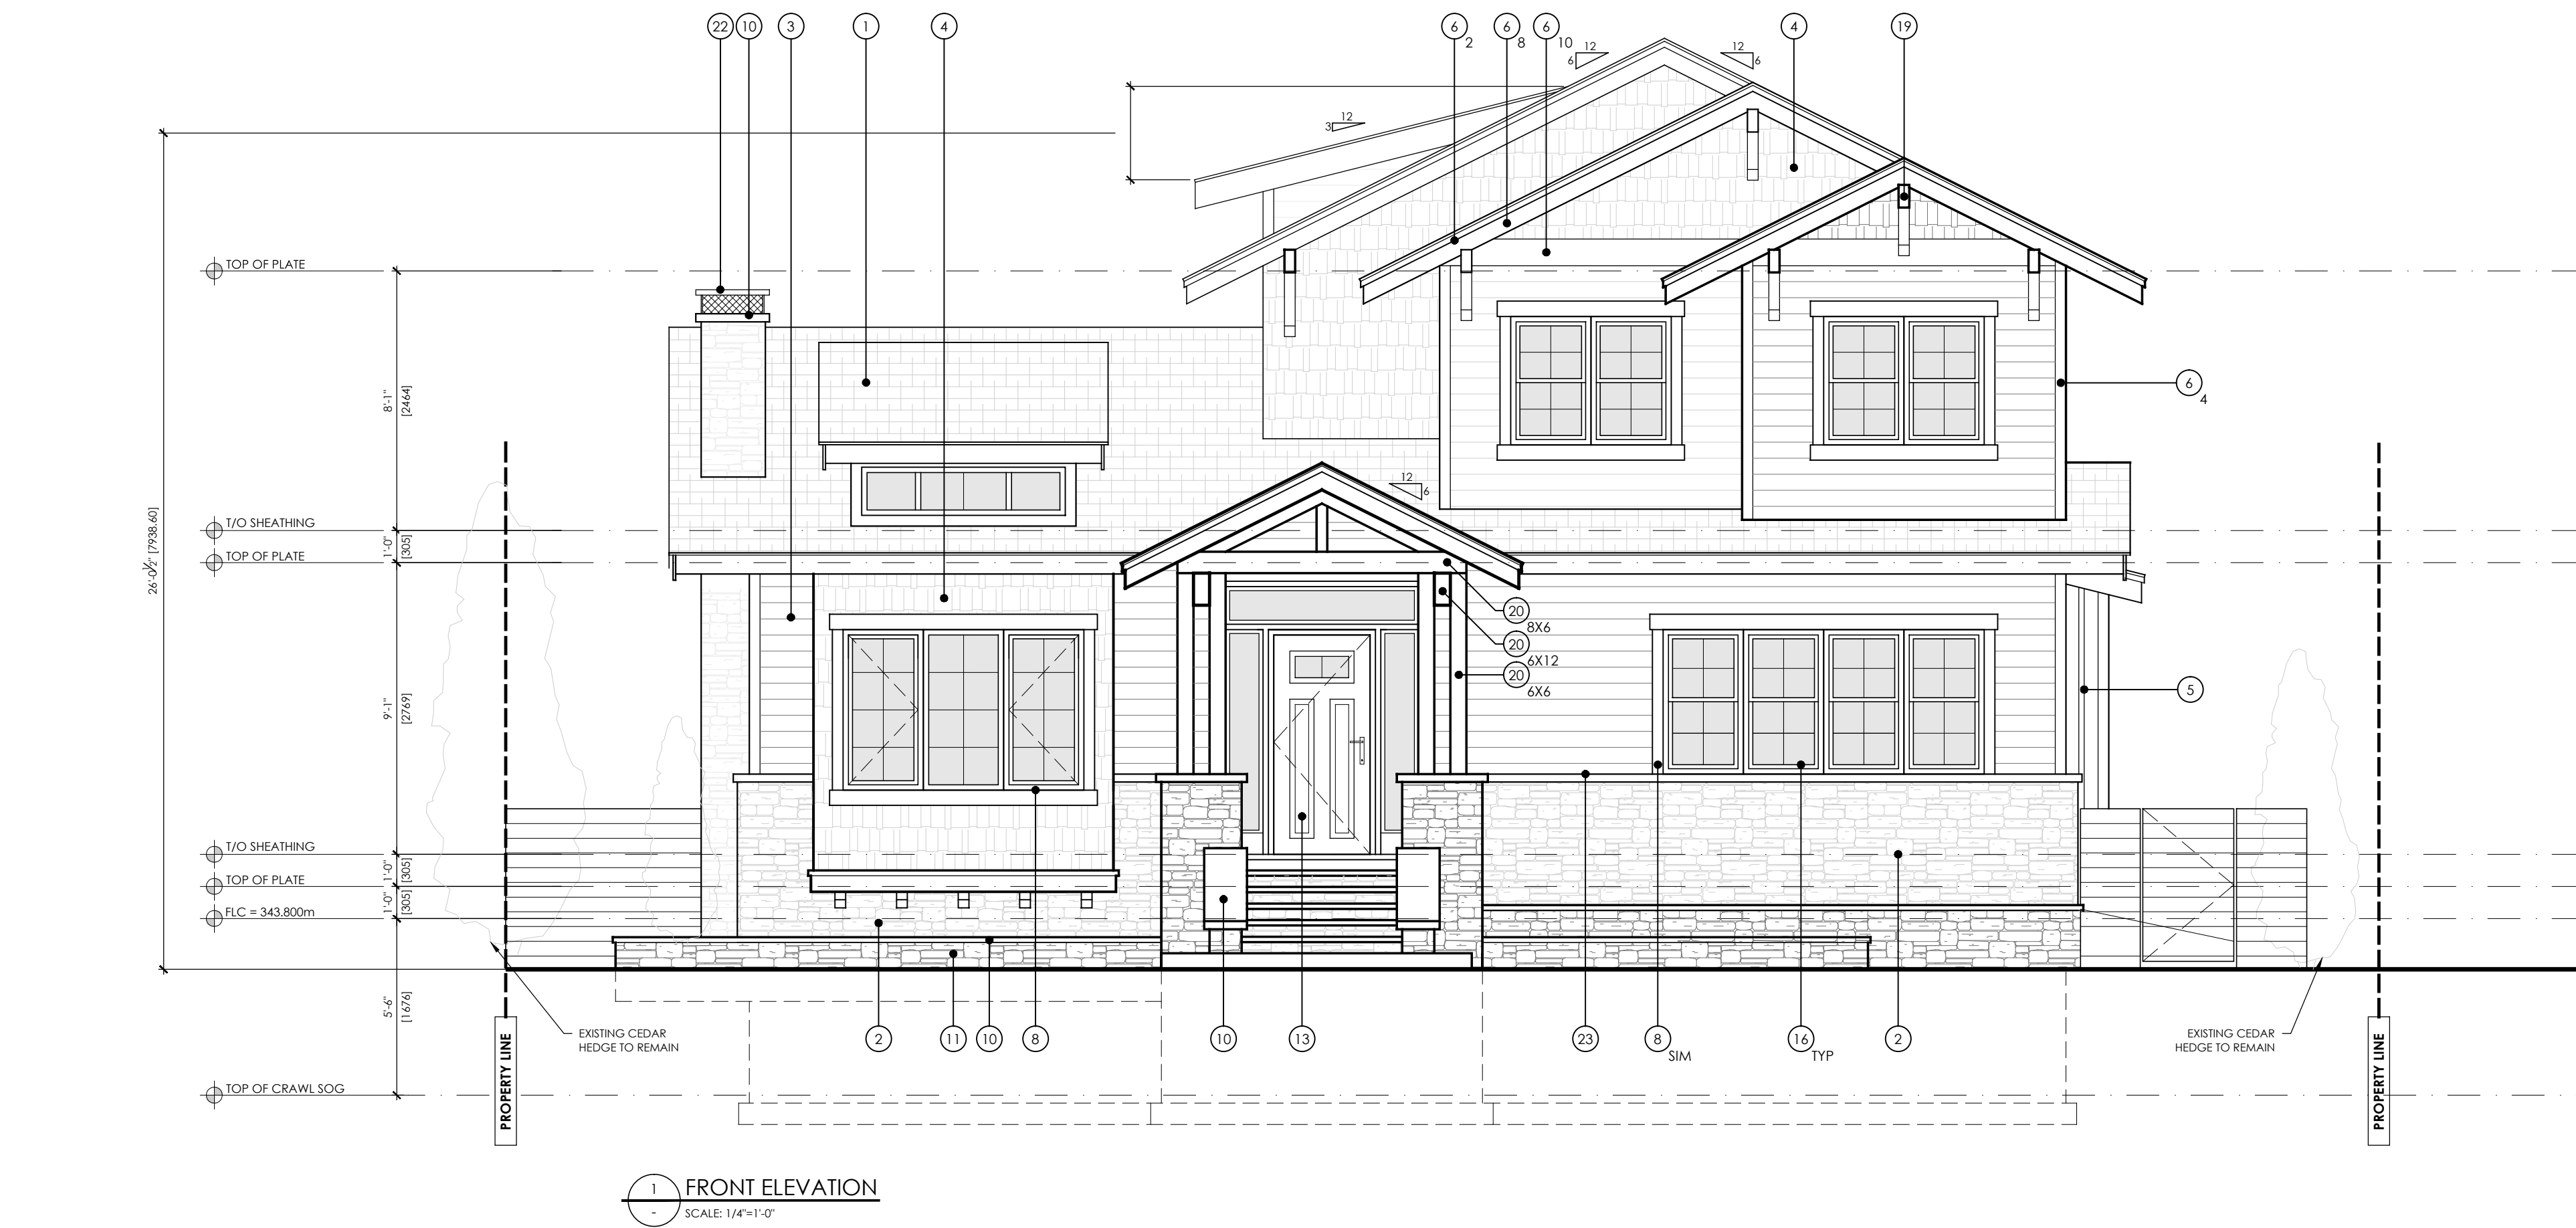 22 10 3 1 4 6 2 6 8 6 10 4 19
12 6
12 6
12 3
TOP OF PLATE
8'-1" [2464]
6 4
26'-0½" [7938.60]
12 6
T/O SHEATHING
1'-0" [305]
TOP OF PLATE
20 8X6
20 6X12
20 6X6
9'-1" [2769]
5
T/O SHEATHING
1'-0" [305]
TOP OF PLATE
1'-0" [305]
FLC = 343.800m
5'-6" [1676]
2 11 10 8 10 13 23 8 SIM 16 TYP 2
EXISTING CEDAR
HEDGE TO REMAIN
EXISTING CEDAR
HEDGE TO REMAIN
TOP OF CRAWL SOG
PROPERTY LINE
PROPERTY LINE
1
-
FRONT ELEVATION
SCALE: 1/4"=1'-0"